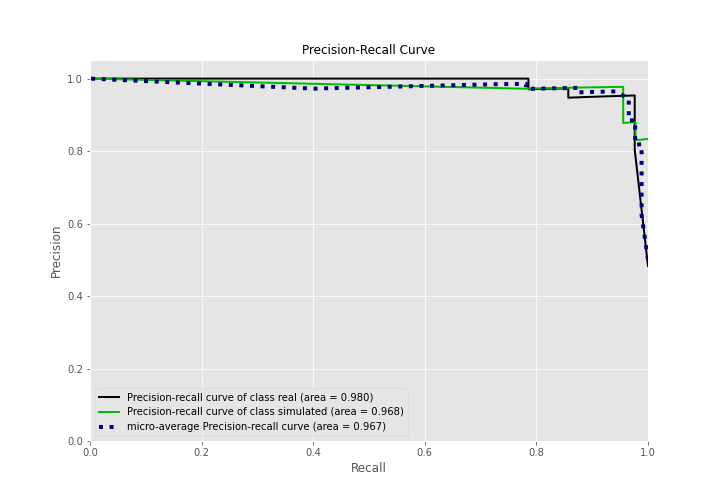 Precision-Recall Curve
1.0
0.8
0.6
0.4
0.2
0.0
Precision
Precision-recall curve of class real (area = 0.980)
Precision-recall curve of class simulated (area = 0.968)
micro-average Precision-recall curve (area = 0.967)
0.0 0.2 0.4 0.6 0.8 1.0
Recall